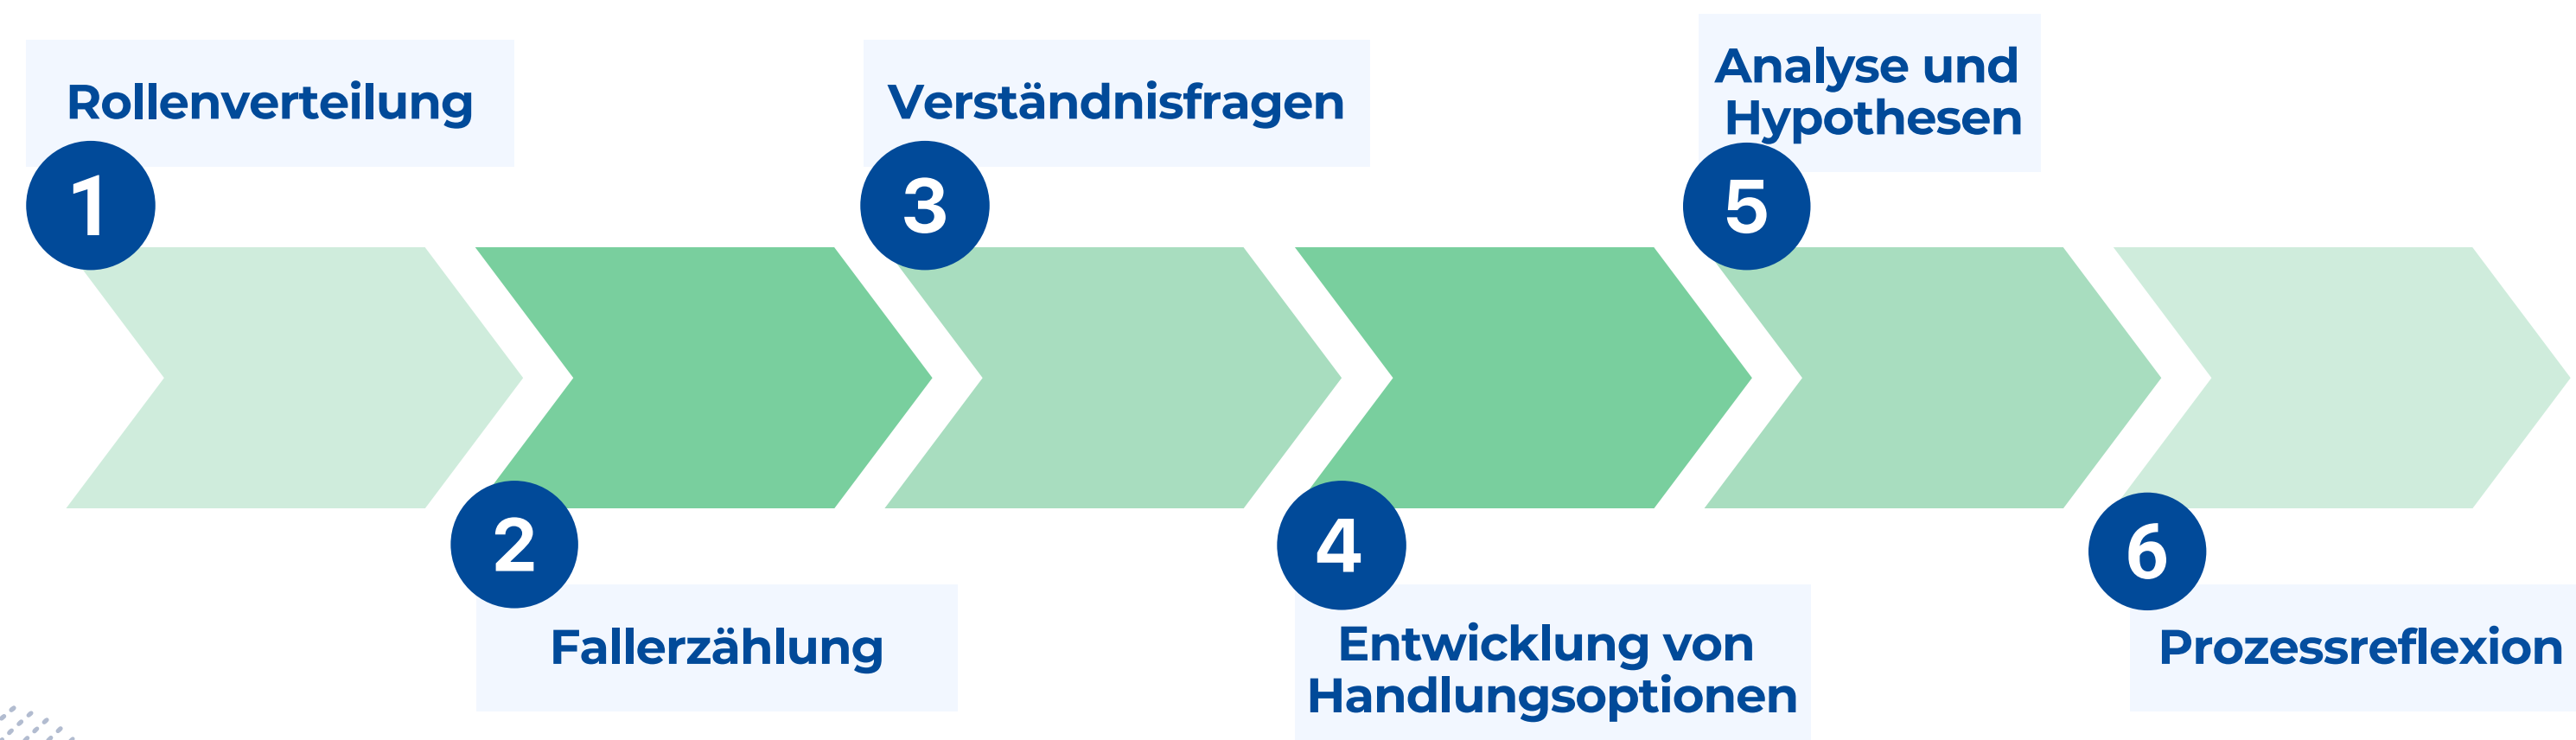 Rollenverteilung
1
Fallerzählung
2
Verständnisfragen
3
Entwicklung von
Handlungsoptionen
4
Analyse und
Hypothesen
5
Prozessreflexion
6